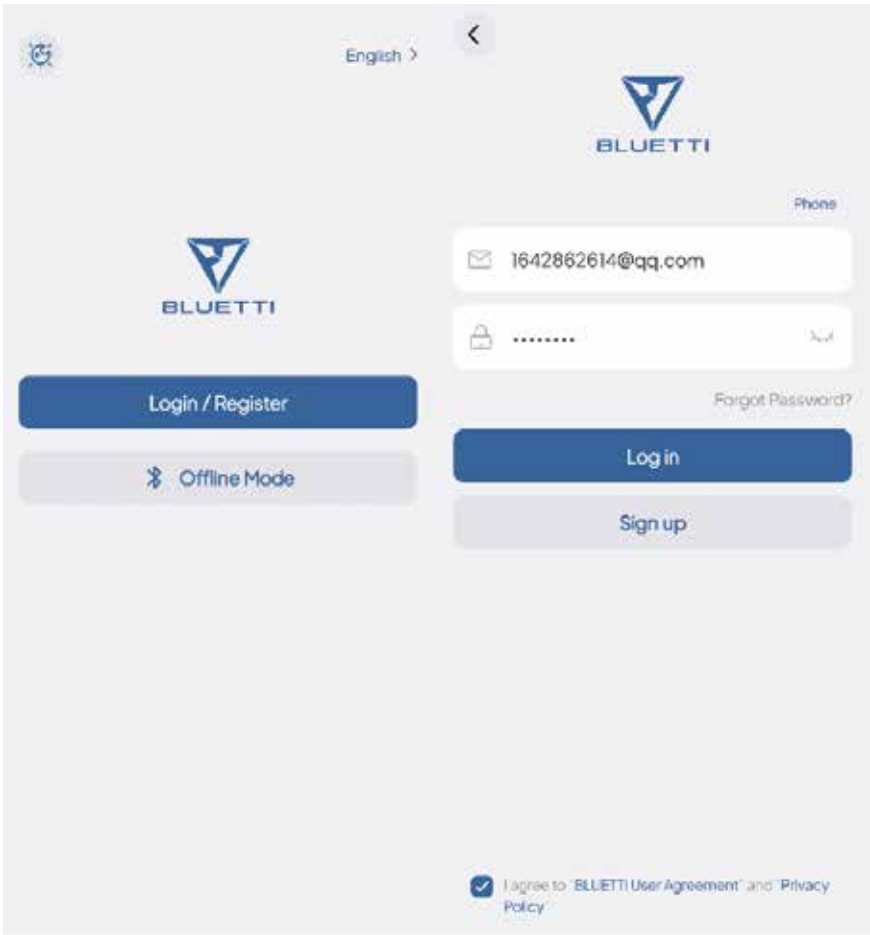 English >
BLUETTI
Login / Register
Offline Mode
BLUETTI
Phone
1642862614@qq.com
........
Forgot Password?
Log in
Sign up
I agree to "BLUETTI User Agreement" and "Privacy
Policy